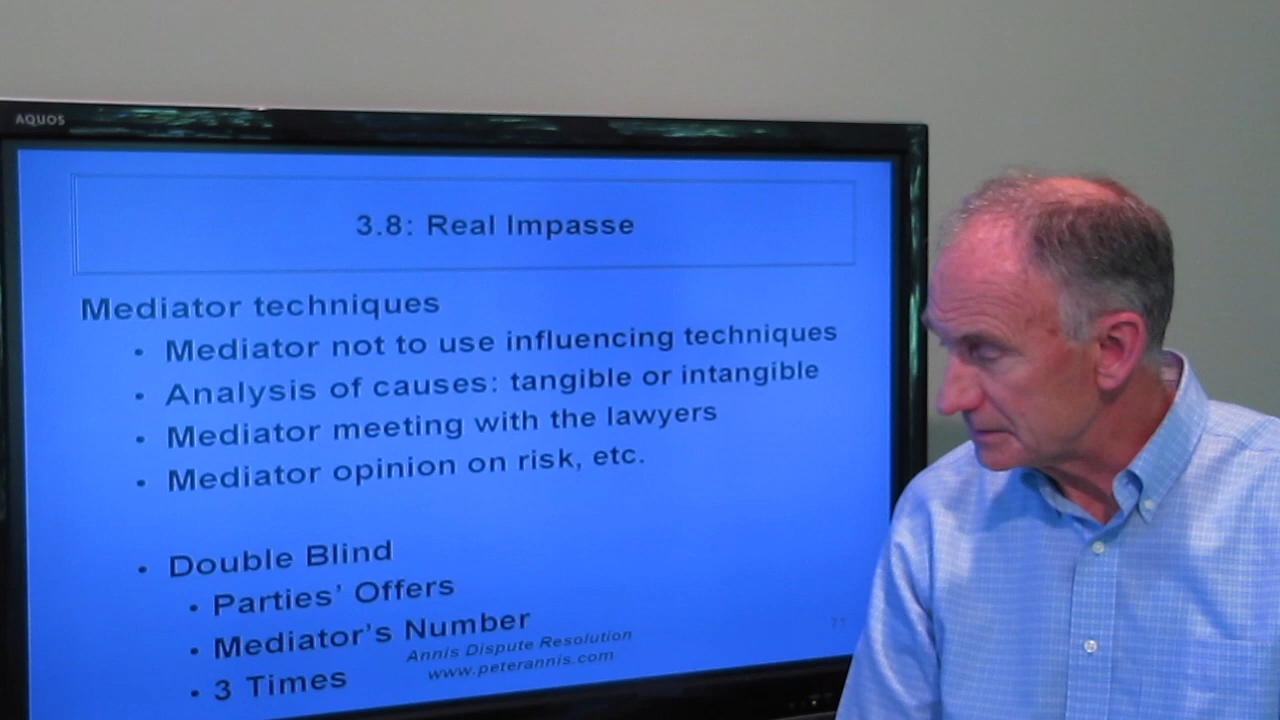 AQUOS
3.8: Real Impasse
Mediator techniques
• Mediator not to use influencing techniques
• Analysis of causes: tangible or intangible
• Mediator meeting with the lawyers
• Mediator opinion on risk, etc.
• Double Blind
• Parties' Offers
• Mediator's Number
• 3 Times
Annis Dispute Resolution
www.peterannis.com
71